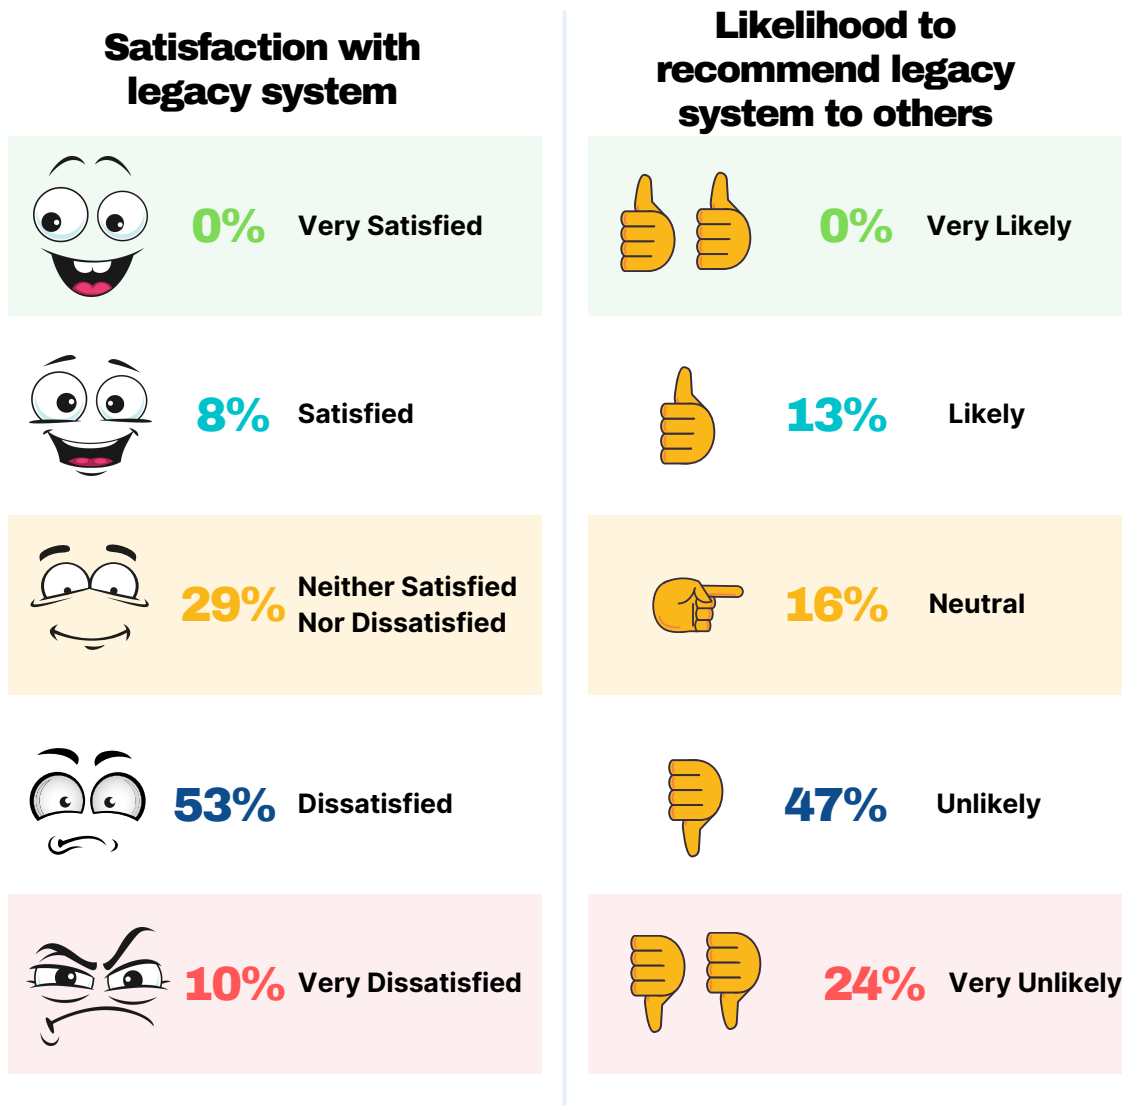 Satisfaction with
legacy system
0% Very Satisfied
8% Satisfied
29% Neither Satisfied
Nor Dissatisfied
53% Dissatisfied
10% Very Dissatisfied
Likelihood to
recommend legacy
system to others
0% Very Likely
13% Likely
16% Neutral
47% Unlikely
24% Very Unlikely